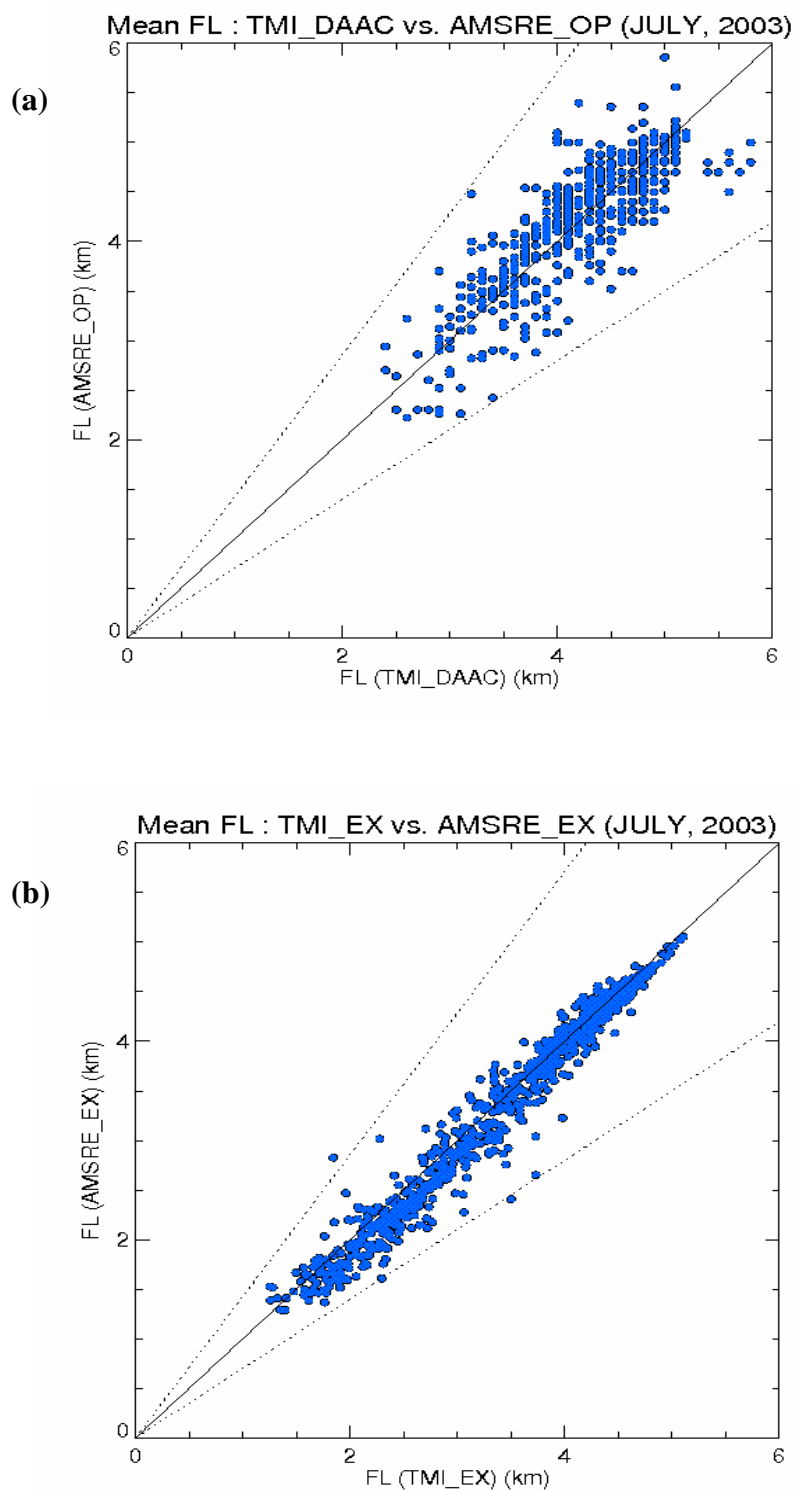 Mean FL : TMI_DAAC vs. AMSRE_OP (JULY, 2003)
(a)
6
4
2
0
FL (AMSRE_OP) (km)
0 2 4 6
FL (TMI_DAAC) (km)
Mean FL : TMI_EX vs. AMSRE_EX (JULY, 2003)
(b)
6
4
2
0
FL (AMSRE_EX) (km)
0 2 4 6
FL (TMI_EX) (km)